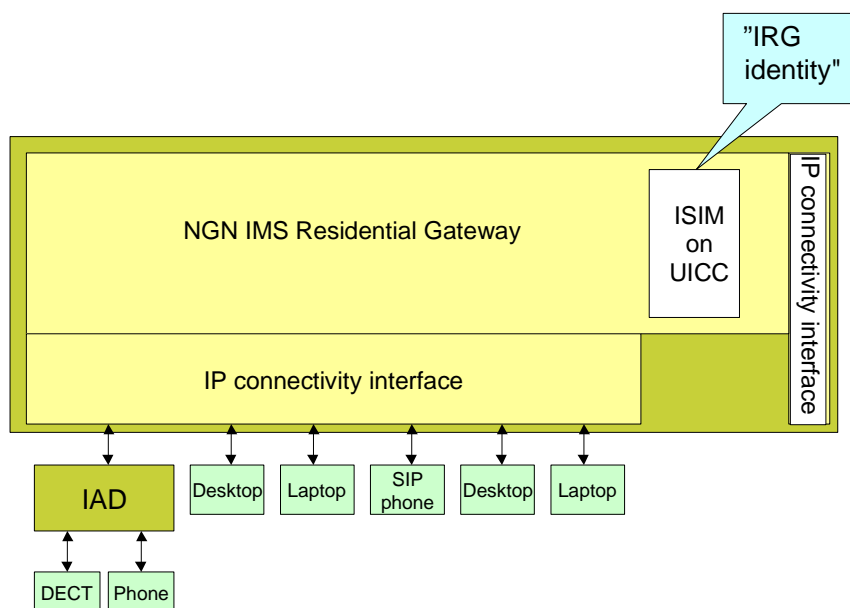 ”IRG
identity"
NGN IMS Residential Gateway
ISIM
on
UICC
IP connectivity interface
IP connectivity interface
IAD
Desktop
Laptop
SIP
phone
Desktop
Laptop
DECT
Phone